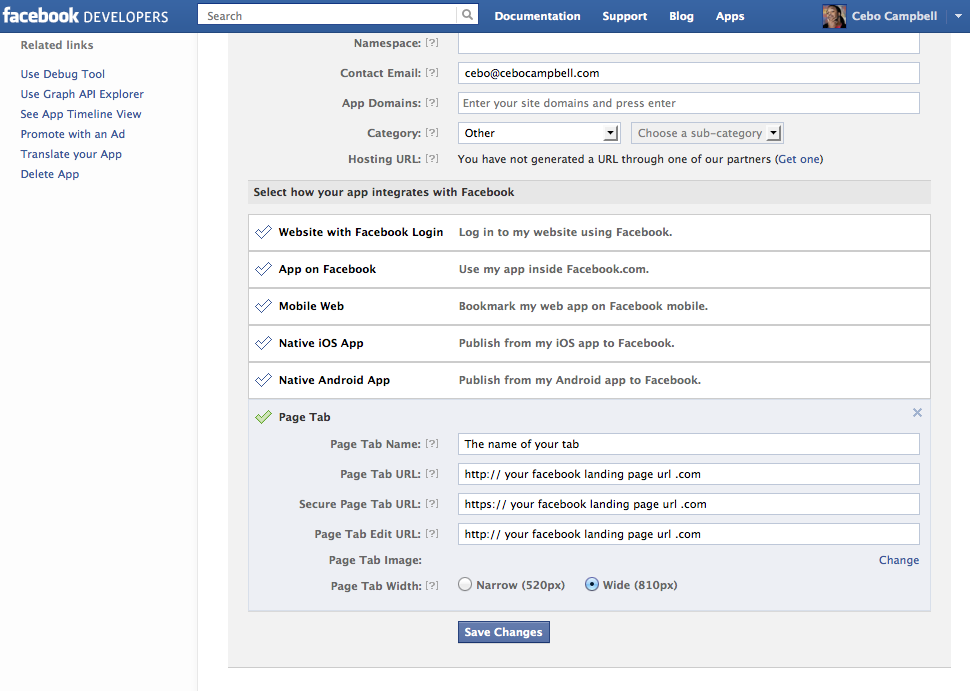 facebook DEVELOPERS Search Documentation Support Blog Apps Cebo Campbell
Related links
Use Debug Tool
Use Graph API Explorer
See App Timeline View
Promote with an Ad
Translate your App
Delete App
Namespace: [?]
Contact Email: [?] cebo@cebocampbell.com
App Domains: [?] Enter your site domains and press enter
Category: [?] Other Choose a sub-category
Hosting URL: [?] You have not generated a URL through one of our partners (Get one)
Select how your app integrates with Facebook
Website with Facebook Login Log in to my website using Facebook.
App on Facebook Use my app inside Facebook.com.
Mobile Web Bookmark my web app on Facebook mobile.
Native iOS App Publish from my iOS app to Facebook.
Native Android App Publish from my Android app to Facebook.
Page Tab
Page Tab Name: [?] The name of your tab
Page Tab URL: [?] http:// your facebook landing page url .com
Secure Page Tab URL: [?] https:// your facebook landing page url .com
Page Tab Edit URL: [?] http:// your facebook landing page url .com
Page Tab Image: Change
Page Tab Width: [?] Narrow (520px) Wide (810px)
Save Changes